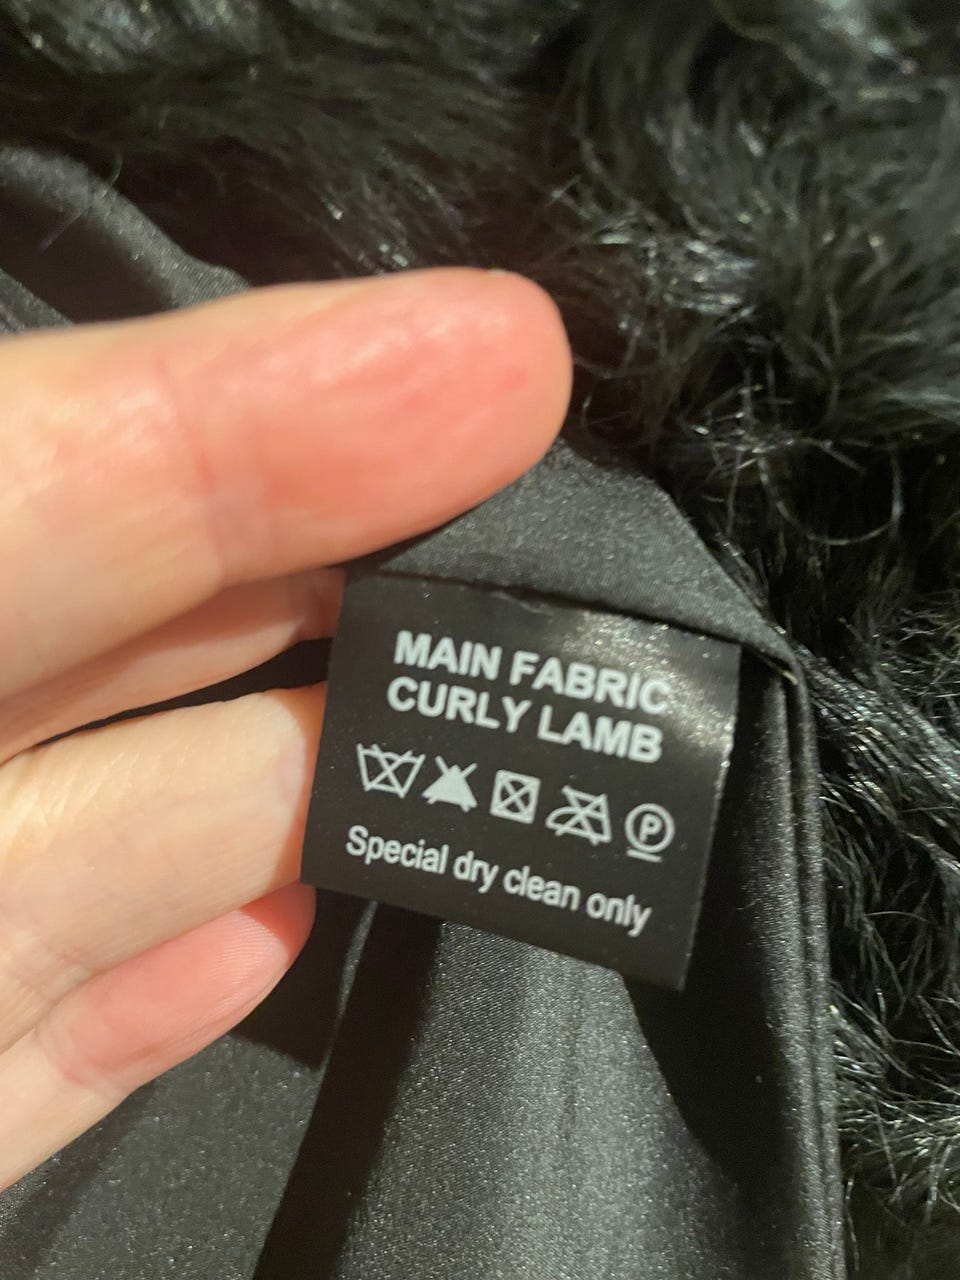 MAIN FABRIC
CURLY LAMB
P
Special dry clean only